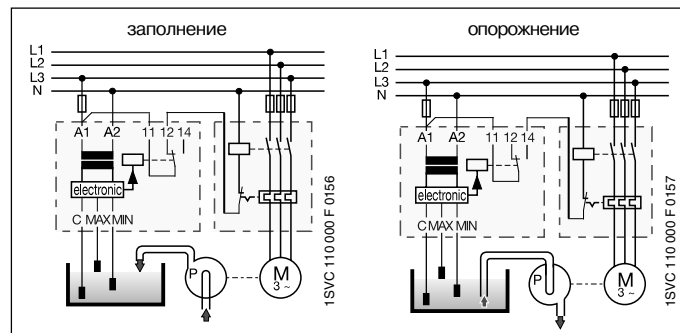 заполнение
L1
L2
L3
N
A1 A2 11 12 14
electronic
C MAX MIN
P
M
3 ~
1SVC 110 000 F 0156
опорожнение
L1
L2
L3
N
A1 A2 11 12 14
electronic
C MAX MIN
P
M
3 ~
1SVC 110 000 F 0157